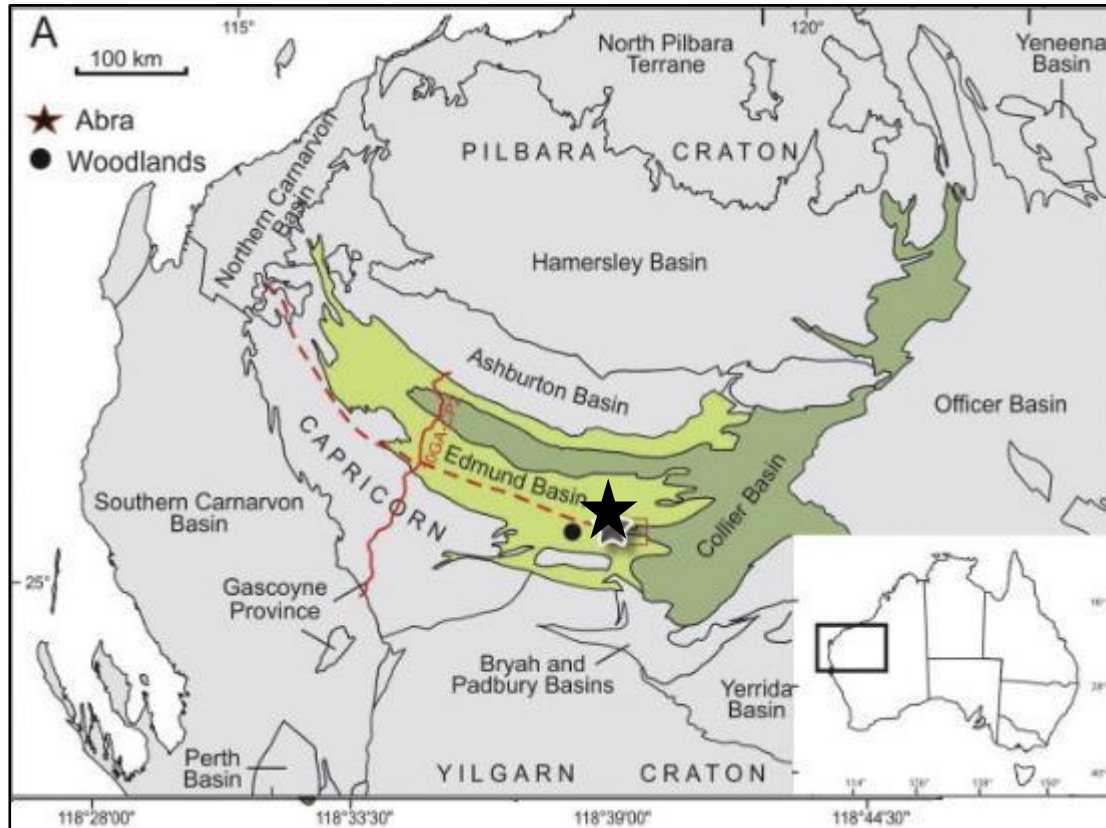 A
115°
120°
100 km
Abra
Woodlands
North Pilbara
Terrane
Yeneena
Basin
PILBARA CRATON
Northern Carnarvon
Basin
Hamersley Basin
Ashburton Basin
Officer Basin
CAPRICORN
Edmund Basin
Collier Basin
Southern Carnarvon
Basin
25°
Gascoyne
Province
Bryah and
Padbury Basins
Yerrida
Basin
Perth
Basin
YILGARN CRATON
118°28'00"
118°33'30"
118°39'00"
118°44'30"